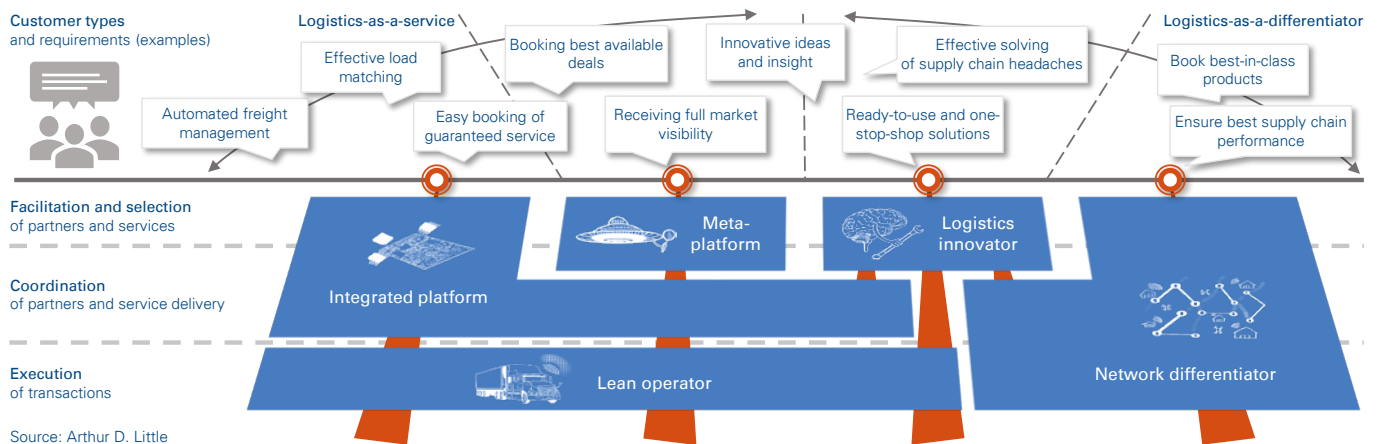 Customer types
and requirements (examples)
Logistics-as-a-service
Logistics-as-a-differentiator
Automated freight
management
Effective load
matching
Easy booking of
guaranteed service
Booking best available
deals
Receiving full market
visibility
Innovative ideas
and insight
Effective solving
of supply chain headaches
Ready-to-use and one-
stop-shop solutions
Book best-in-class
products
Ensure best supply chain
performance
Facilitation and selection
of partners and services
Meta-
platform
Logistics
innovator
Coordination
of partners and service delivery
Integrated platform
Execution
of transactions
Lean operator
Network differentiator
Source: Arthur D. Little